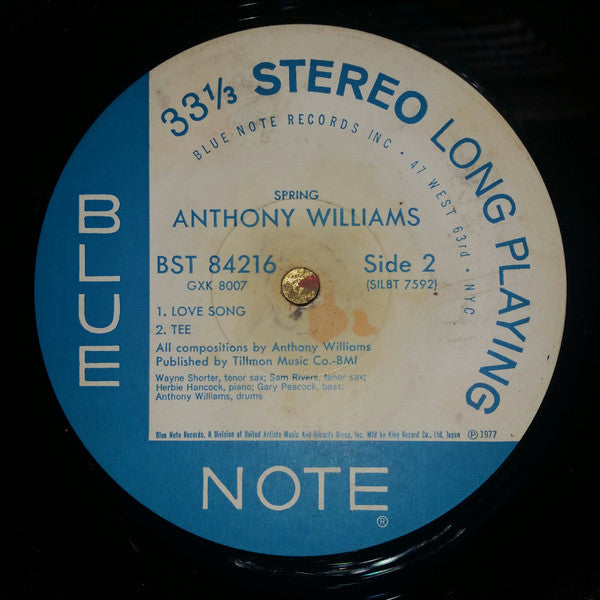 33⅓ STEREO LONG PLAYING
BLUE NOTE RECORDS INC • 47 WEST 63rd • NYC
SPRING
ANTHONY WILLIAMS
BST 84216
Side 2
GXK 8007
(SILBT 7592)
1. LOVE SONG
2. TEE
All compositions by Anthony Williams
Published by Tillmon Music Co.-BMI
Wayne Shorter, tenor sax; Sam Rivers, tenor sax;
Herbie Hancock, piano; Gary Peacock, bass;
Anthony Williams, drums
Blue Note Records, A Division of United Artists Music And Records Group, Inc. Mfd by King Record Co., Ltd, Japan Ⓟ 1977
BLUE
NOTE®